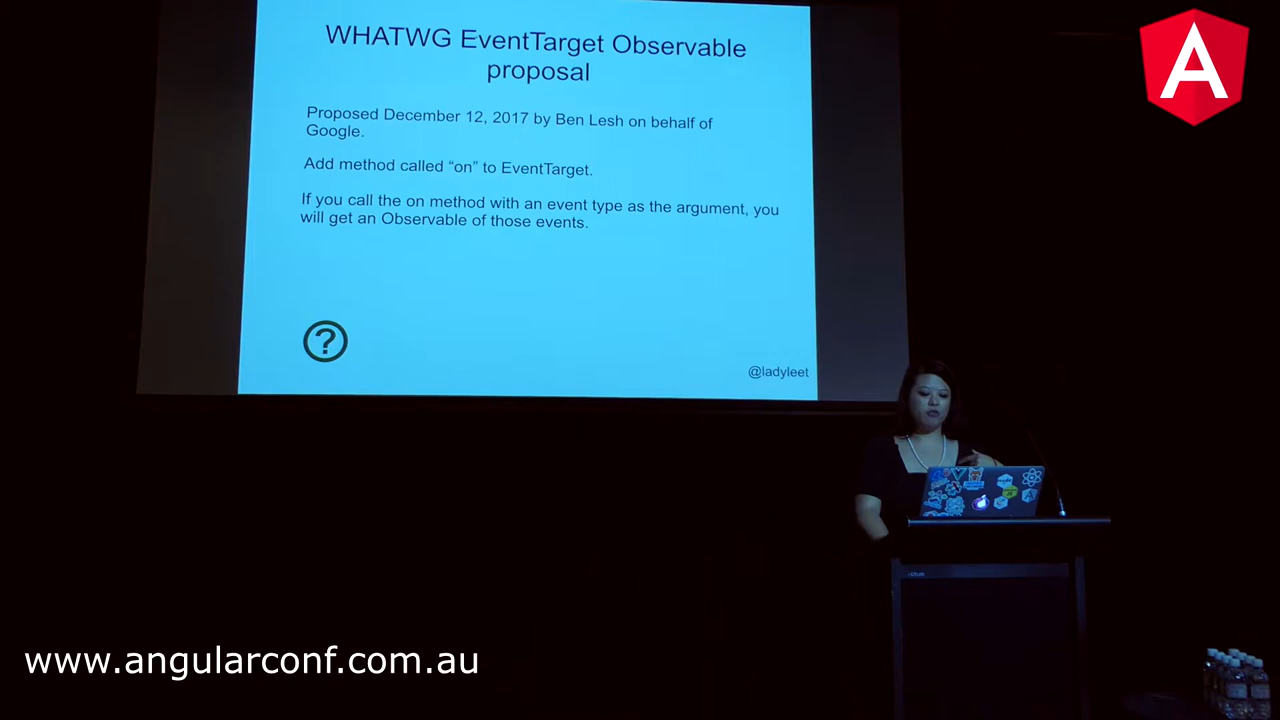 WHATWG EventTarget Observable
proposal
Proposed December 12, 2017 by Ben Lesh on behalf of
Google.
Add method called “on” to EventTarget.
If you call the on method with an event type as the argument, you
will get an Observable of those events.
?
@ladyleet
A
www.angularconf.com.au